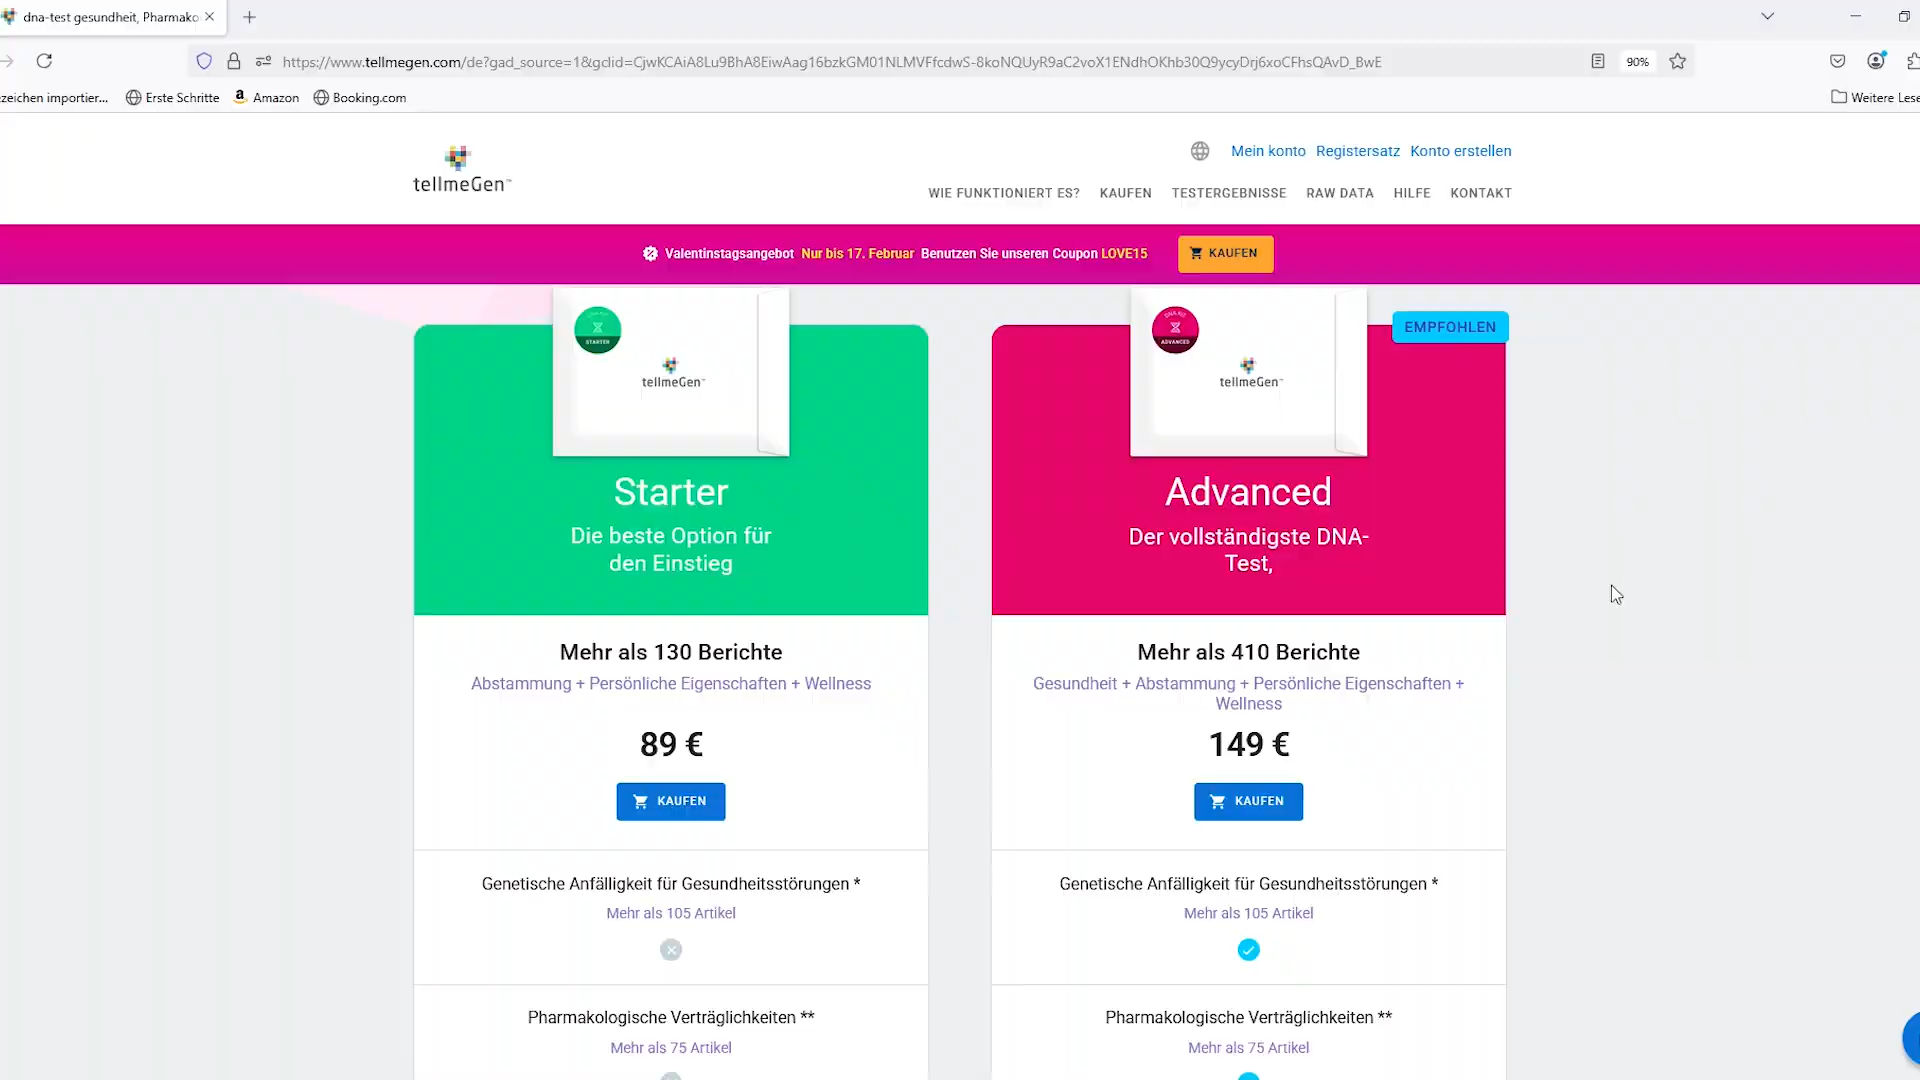 dna-test gesundheit, Pharmako
https://www.tellmegen.com/de?gad_source=1&gclid=CjwKCAiA8Lu9BhA8EiwAag16bzkGM01NLMVFfcdwS-8koNQUyR9aC2voX1ENdhOKhb30Q9ycyDrj6xoCFhsQAvD_BwE
90%
zeichen importier...
Erste Schritte
Amazon
Booking.com
Weitere Lese
tellmeGen™
Mein konto Registersatz Konto erstellen
WIE FUNKTIONIERT ES? KAUFEN TESTERGEBNISSE RAW DATA HILFE KONTAKT
Valentinstagsangebot Nur bis 17. Februar Benutzen Sie unseren Coupon LOVE15
KAUFEN
STARTER
tellmeGen™
Starter
Die beste Option für
den Einstieg
Mehr als 130 Berichte
Abstammung + Persönliche Eigenschaften + Wellness
89 €
KAUFEN
Genetische Anfälligkeit für Gesundheitsstörungen *
Mehr als 105 Artikel
Pharmakologische Verträglichkeiten **
Mehr als 75 Artikel
ADVANCED
tellmeGen™
EMPFOHLEN
Advanced
Der vollständigste DNA-
Test,
Mehr als 410 Berichte
Gesundheit + Abstammung + Persönliche Eigenschaften +
Wellness
149 €
KAUFEN
Genetische Anfälligkeit für Gesundheitsstörungen *
Mehr als 105 Artikel
Pharmakologische Verträglichkeiten **
Mehr als 75 Artikel